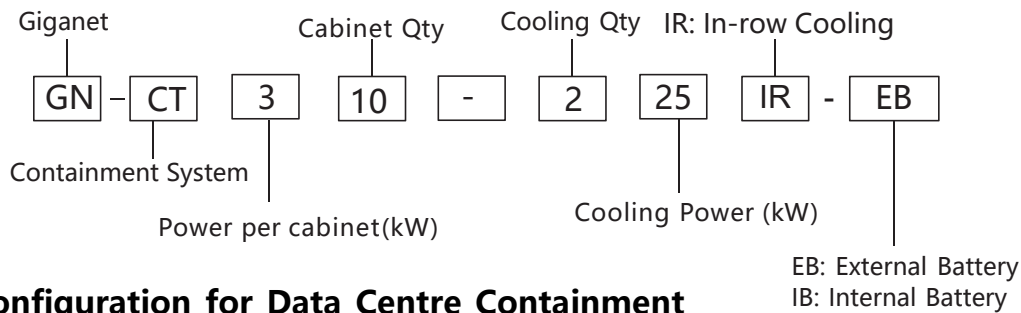 Giganet Cabinet Qty Cooling Qty IR: In-row Cooling
GN - CT 3 10 - 2 25 IR - EB
Containment System
Power per cabinet(kW) Cooling Power (kW)
EB: External Battery
IB: Internal Battery
onfiguration for Data Centre Containment